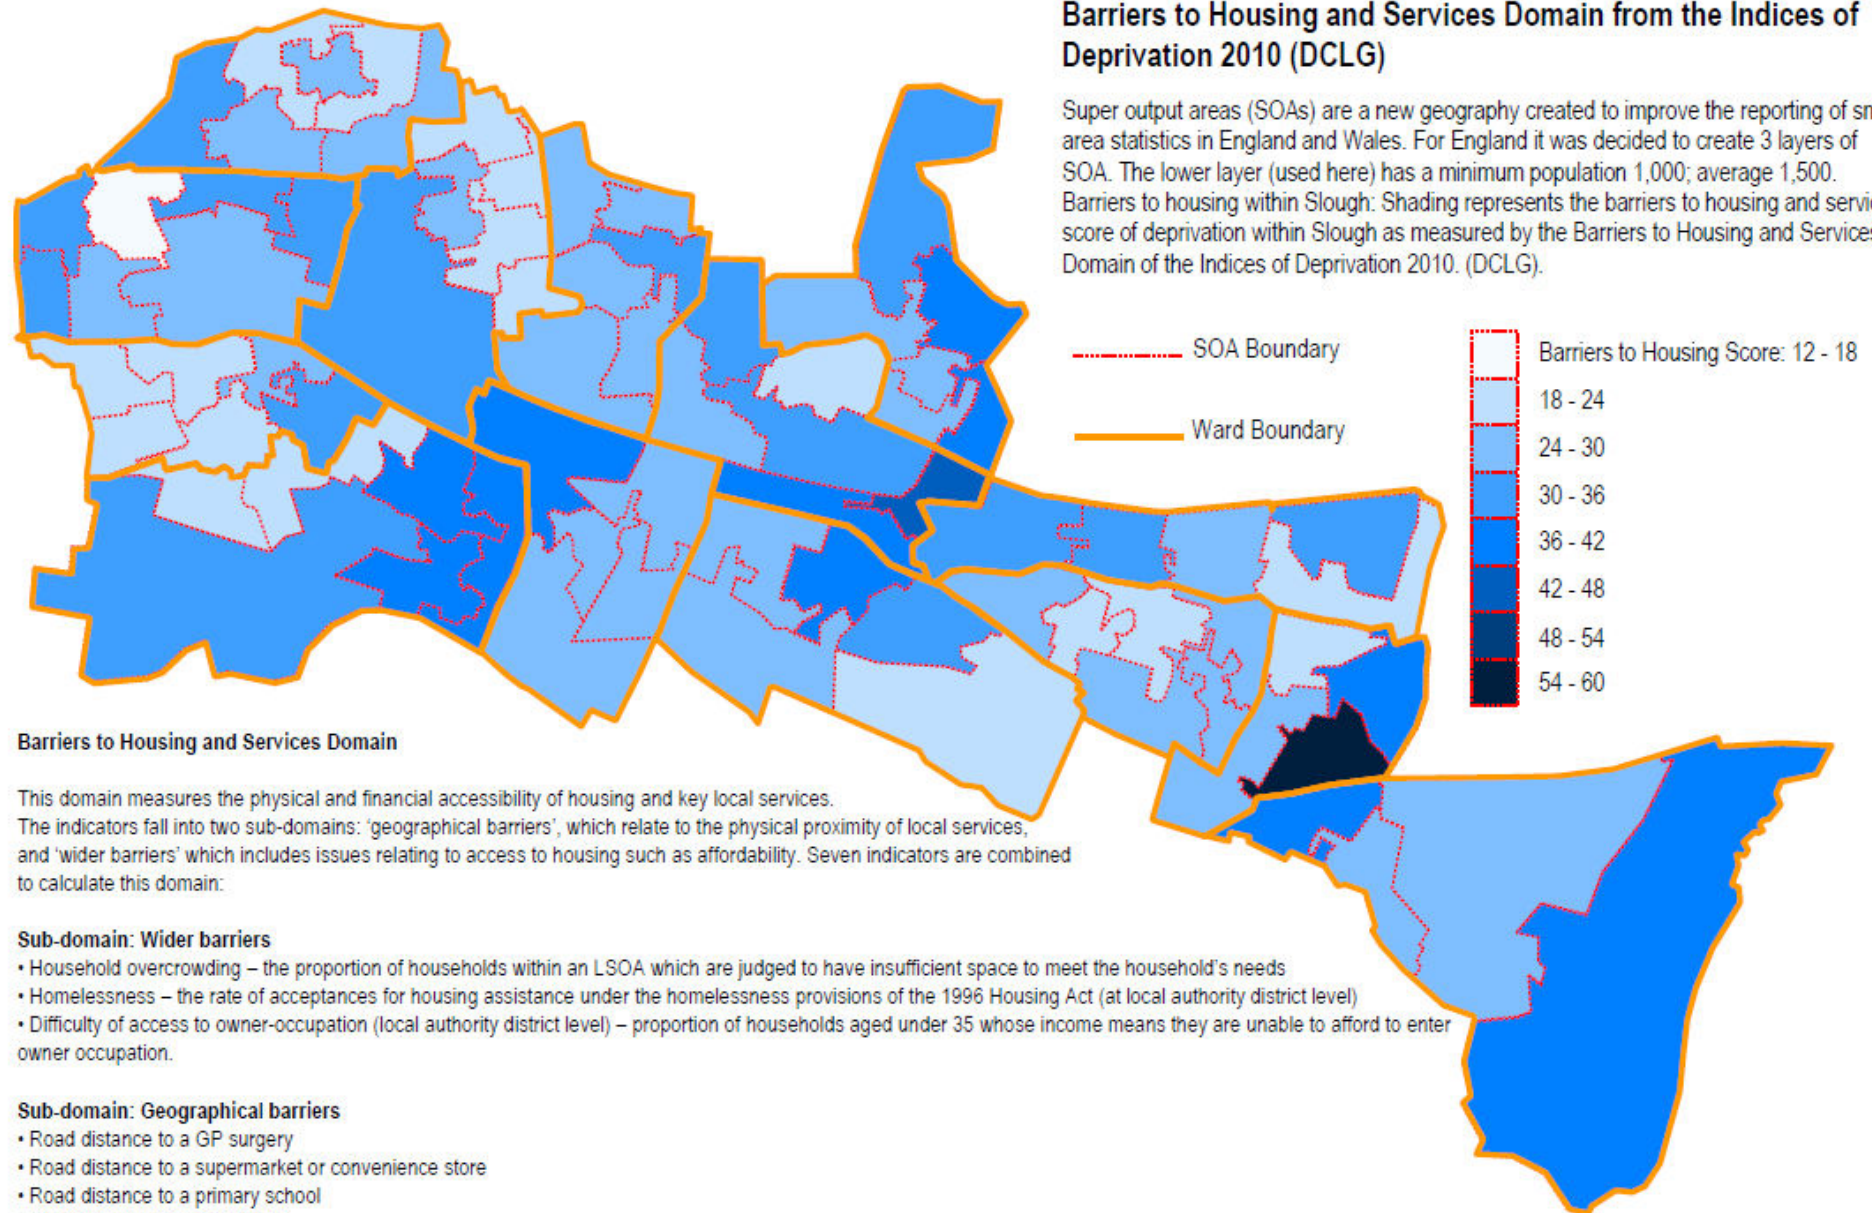 Barriers to Housing and Services Domain from the Indices of
Deprivation 2010 (DCLG)
Super output areas (SOAs) are a new geography created to improve the reporting of
area statistics in England and Wales. For England it was decided to create 3 layers of
SOA. The lower layer (used here) has a minimum population 1,000; average 1,500.
Barriers to housing within Slough: Shading represents the barriers to housing and
score of deprivation within Slough as measured by the Barriers to Housing and Services
Domain of the Indices of Deprivation 2010. (DCLG).
SOA Boundary
Ward Boundary
Barriers to Housing Score: 12 - 18
18 - 24
24 - 30
30 - 36
36 - 42
42 - 48
48 - 54
54 - 60
Barriers to Housing and Services Domain
This domain measures the physical and financial accessibility of housing and key local services.
The indicators fall into two sub-domains: 'geographical barriers', which relate to the physical proximity of local services,
and 'wider barriers' which includes issues relating to access to housing such as affordability. Seven indicators are combined
to calculate this domain:
Sub-domain: Wider barriers
• Household overcrowding – the proportion of households within an LSOA which are judged to have insufficient space to meet the household's needs
• Homelessness – the rate of acceptances for housing assistance under the homelessness provisions of the 1996 Housing Act (at local authority district level)
• Difficulty of access to owner-occupation (local authority district level) – proportion of households aged under 35 whose income means they are unable to afford to enter
owner occupation.
Sub-domain: Geographical barriers
• Road distance to a GP surgery
• Road distance to a supermarket or convenience store
• Road distance to a primary school